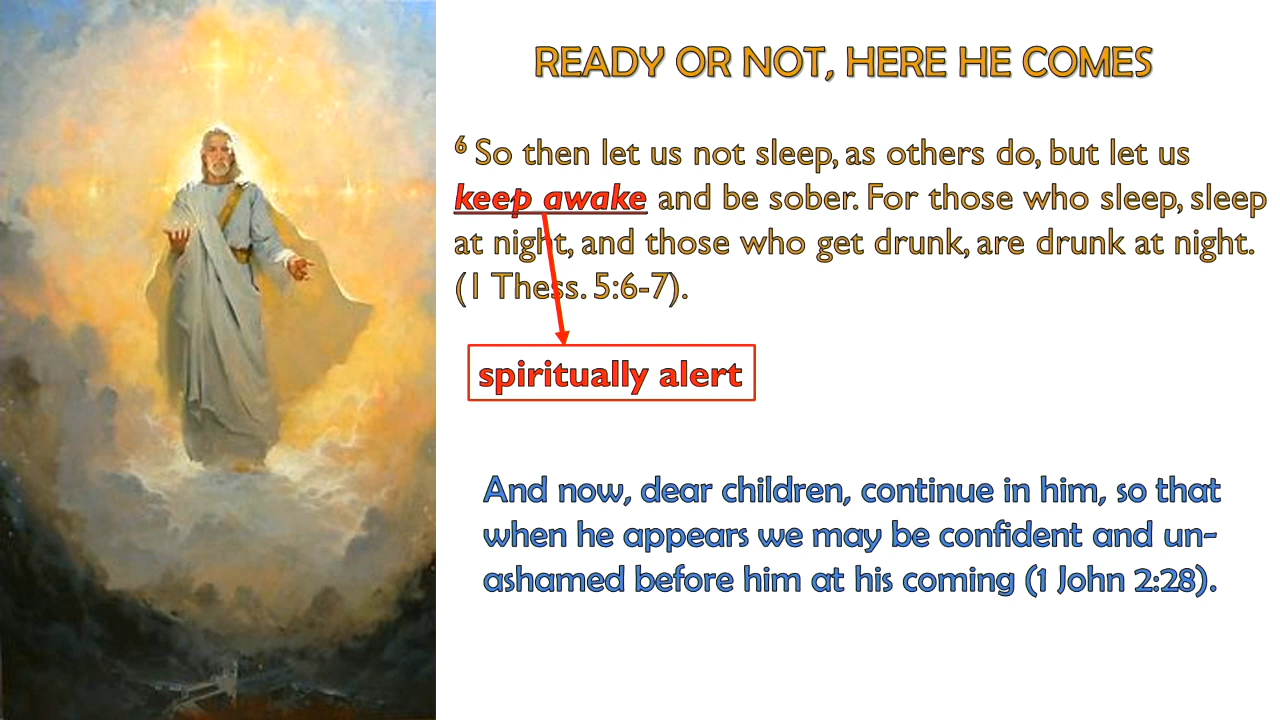 READY OR NOT, HERE HE COMES
⁶ So then let us not sleep, as others do, but let us
keep awake and be sober. For those who sleep, sleep
at night, and those who get drunk, are drunk at night.
(1 Thess. 5:6-7).
spiritually alert
And now, dear children, continue in him, so that
when he appears we may be confident and un-
ashamed before him at his coming (1 John 2:28).